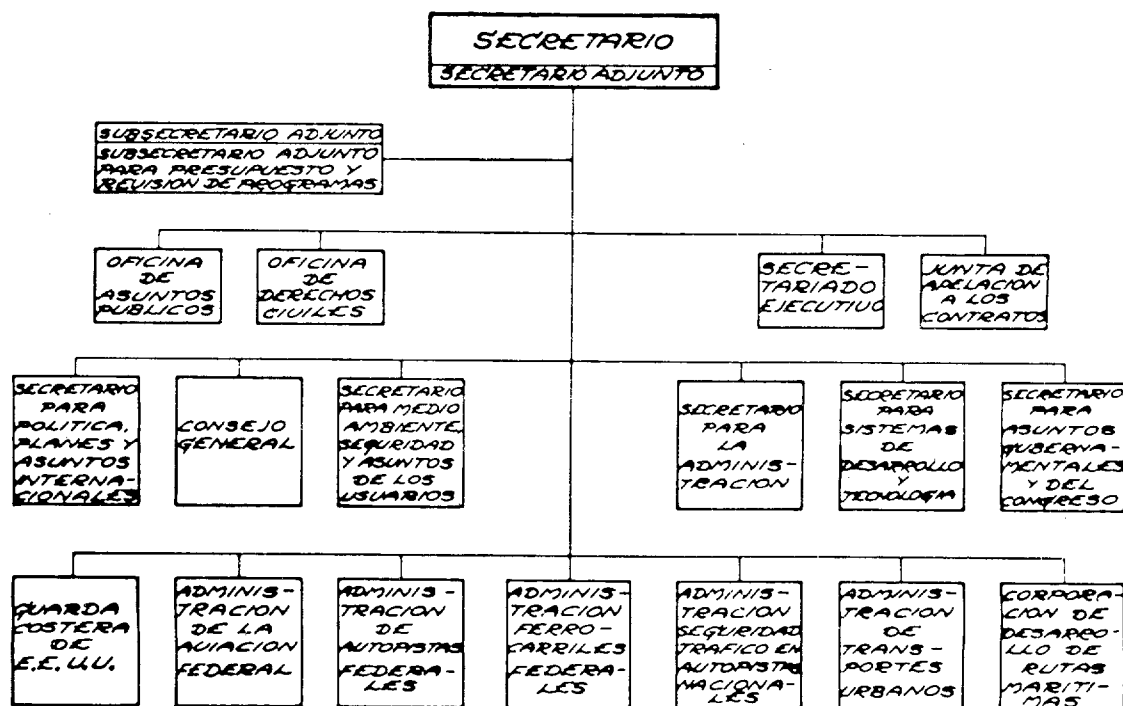 SECRETARIO
SECRETARIO ADJUNTO
SUBSECRETARIO ADJUNTO
SUBSECRETARIO ADJUNTO
PARA PRESUPUESTO Y
REVISION DE PROGRAMAS
OFICINA
DE
ASUNTOS
PUBLICOS
OFICINA
DE
DERECHOS
CIVILES
SECRE-
TARIADO
EJECUTIVO
JUNTA DE
APELACION
A LOS
CONTRATOS
SECRETARIO
PARA
POLITICA,
PLANES Y
ASUNTOS
INTERNA-
CIONALES
CONSEJO
GENERAL
SECRETARIO
PARA MEDIO
AMBIENTE,
SEGURIDAD
Y ASUNTOS
DE LOS
USUARIOS
SECRETARIO
PARA
LA
ADMINIS-
TRACION
SECRETARIO
PARA
SISTEMAS
DE
DESARROLLO
Y
TECNOLOGIA
SECRETARIO
PARA
ASUNTOS
GUBERNA-
MENTALES
Y DEL
CONGRESO
GUARDA
COSTERA
DE
E.E.U.U.
ADMINIS-
TRACION
DE LA
AVIACION
FEDERAL
ADMINIS-
TRACION
DE
AUTOPISTAS
FEDERA-
LES
ADMINIS-
TRACION
FERRO-
CARRILES
FEDERA-
LES
ADMINIS-
TRACION
SEGURIDAD
TRAFICO EN
AUTOPISTAS
NACIONA-
LES
ADMINIS-
TRACION
DE
TRANS-
PORTES
URBANOS
CORPORA-
CION DE
DESARRO-
LLO DE
RUTAS
MARITI-
MAS